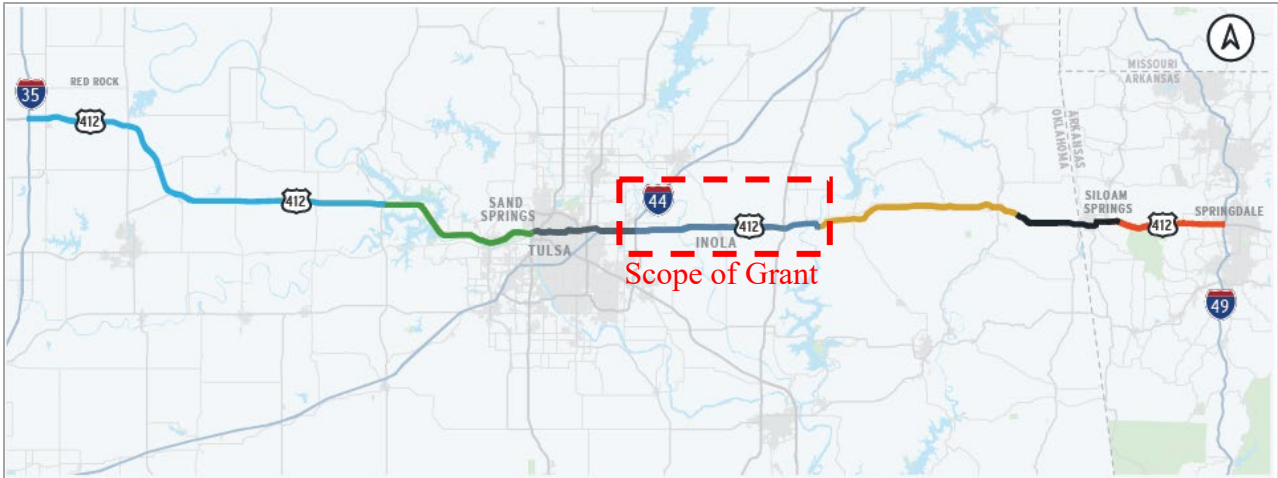 35
RED ROCK
412
412
SAND
SPRINGS
TULSA
44
INOLA
412
Scope of Grant
MISSOURI
ARKANSAS
ARKANSAS
OKLAHOMA
SILOAM
SPRINGS
412
SPRINGDALE
49